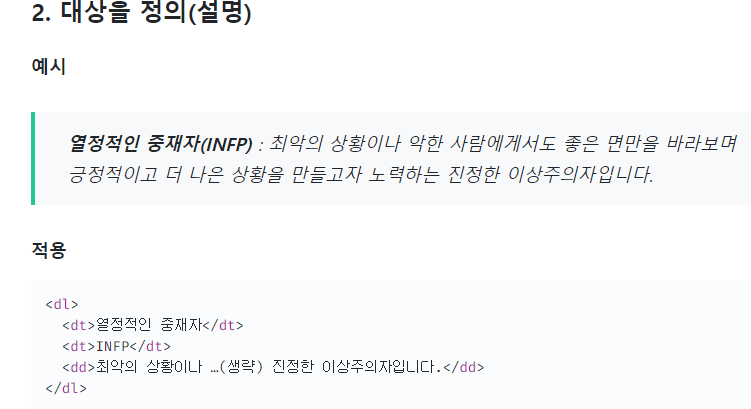 2. 대상을 정의(설명)
예시
열정적인 중재자(INFP) : 최악의 상황이나 악한 사람에게서도 좋은 면만을 바라보며
긍정적이고 더 나은 상황을 만들고자 노력하는 진정한 이상주의자입니다.
적용
<dl>
  <dt>열정적인 중재자</dt>
  <dt>INFP</dt>
  <dd>최악의 상황이나 …(생략) 진정한 이상주의자입니다.</dd>
</dl>